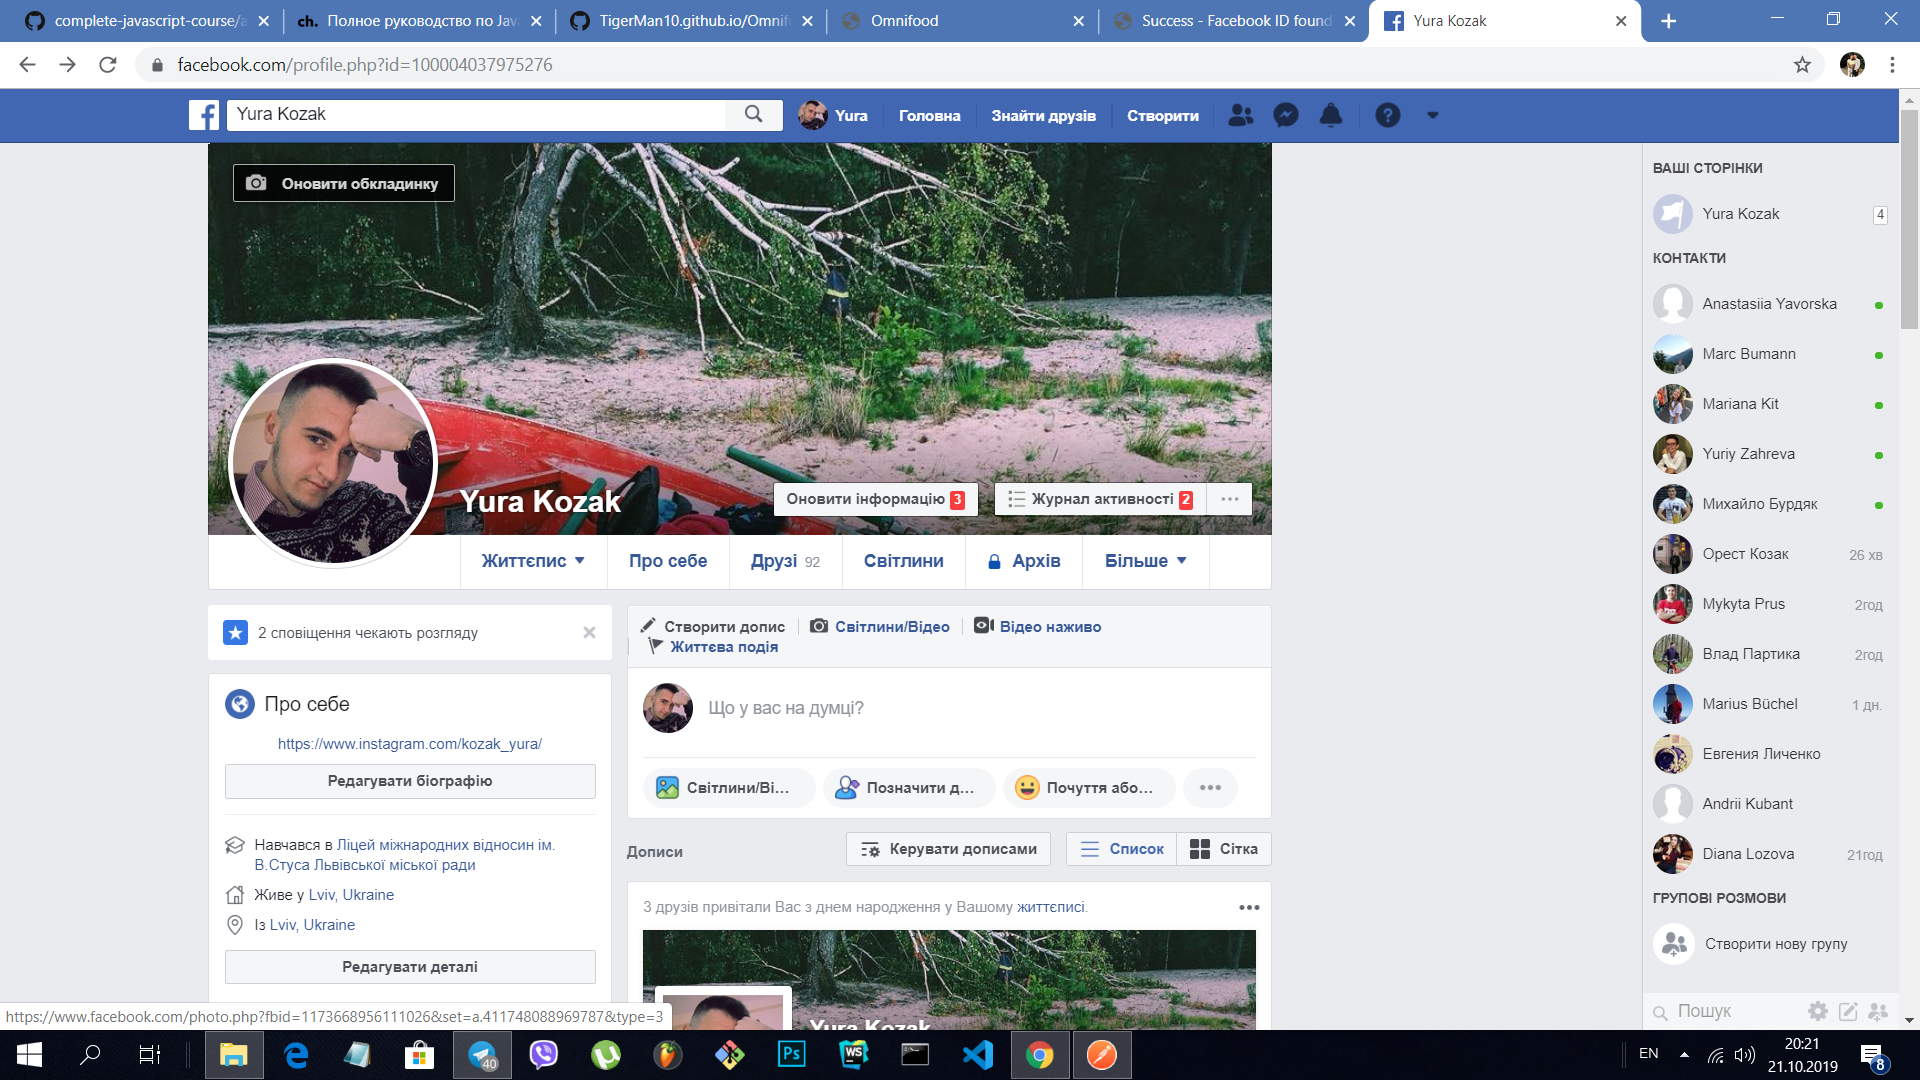 complete-javascript-course/a
ch. Полное руководство по Jav
TigerMan10.github.io/Omnif
Omnifood
Success - Facebook ID found
Yura Kozak
facebook.com/profile.php?id=100004037975276
Yura Kozak
Yura
Головна
Знайти друзів
Створити
Оновити обкладинку
Yura Kozak
Оновити інформацію 3
Журнал активності 2
Життєпис
Про себе
Друзі 92
Світлини
Архів
Більше
2 сповіщення чекають розгляду
Про себе
https://www.instagram.com/kozak_yura/
Редагувати біографію
Навчався в Ліцей міжнародних відносин ім.
В.Стуса Львівської міської ради
Живе у Lviv, Ukraine
Із Lviv, Ukraine
Редагувати деталі
Створити допис
Світлини/Відео
Відео наживо
Життєва подія
Що у вас на думці?
Світлини/Ві...
Позначити д...
Почуття або...
Дописи
Керувати дописами
Список
Сітка
3 друзів привітали Вас з днем народження у Вашому життєписі.
Yura Kozak
ВАШІ СТОРІНКИ
Yura Kozak 4
КОНТАКТИ
Anastasiia Yavorska
Marc Bumann
Mariana Kit
Yuriy Zahreva
Михайло Бурдяк
Орест Козак 26 хв
Mykyta Prus 2год
Влад Партика 2год
Marius Büchel 1 дн.
Евгения Личенко
Andrii Kubant
Diana Lozova 21год
ГРУПОВІ РОЗМОВИ
Створити нову групу
Пошук
https://www.facebook.com/photo.php?fbid=1173668956111026&set=a.411748088969787&type=3
40
Ps
WS
EN
20:21
21.10.2019
8